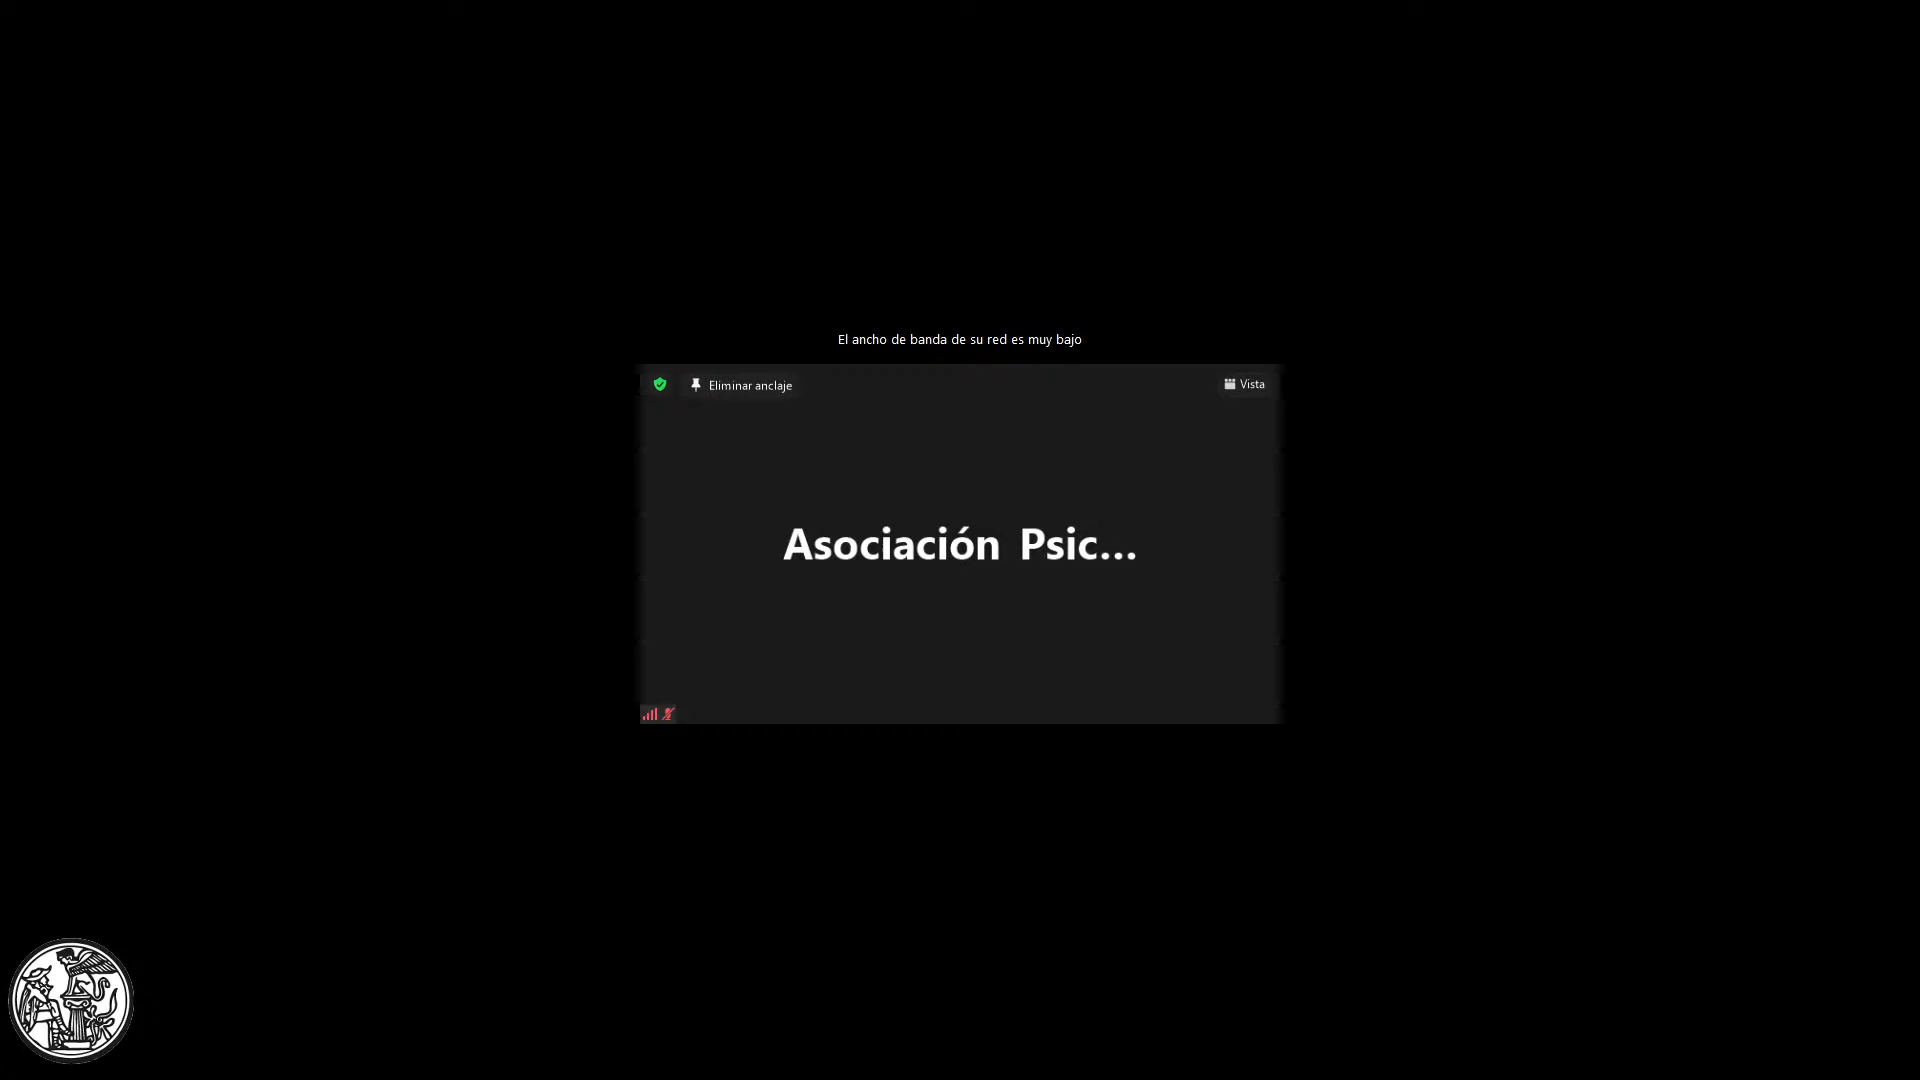 El ancho de banda de su red es muy bajo
Eliminar anclaje
Vista
Asociación Psic...